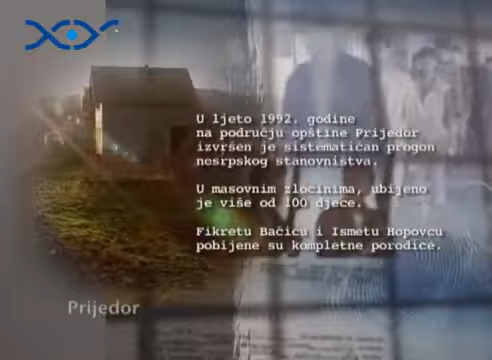 U ljeto 1992. godine
na području opštine Prijedor
izvršen je sistematičan progon
nesrpskog stanovništva.
U masovnim zločinima, ubijeno
je više od 100 djece.
Fikretu Bačicu i Ismetu Hopovcu
pobijene su kompletne porodice.
Prijedor